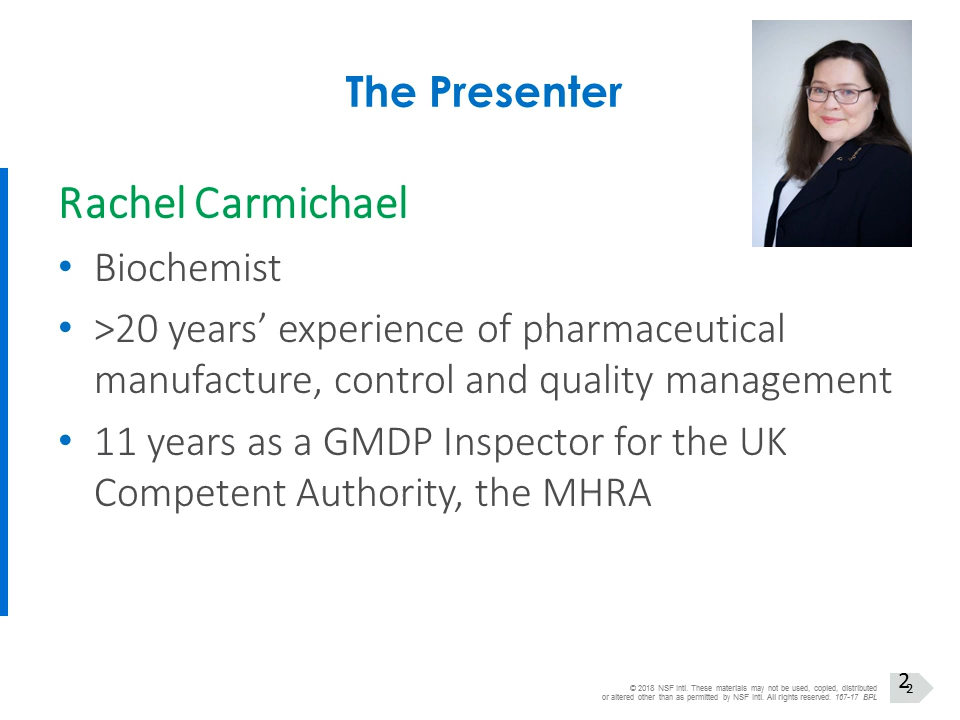 The Presenter
Rachel Carmichael
• Biochemist
• >20 years’ experience of pharmaceutical
manufacture, control and quality management
• 11 years as a GMDP Inspector for the UK
Competent Authority, the MHRA
© 2018 NSF Intl. These materials may not be used, copied, distributed
or altered other than as permitted by NSF Intl. All rights reserved. 167-17 BPL
2
2